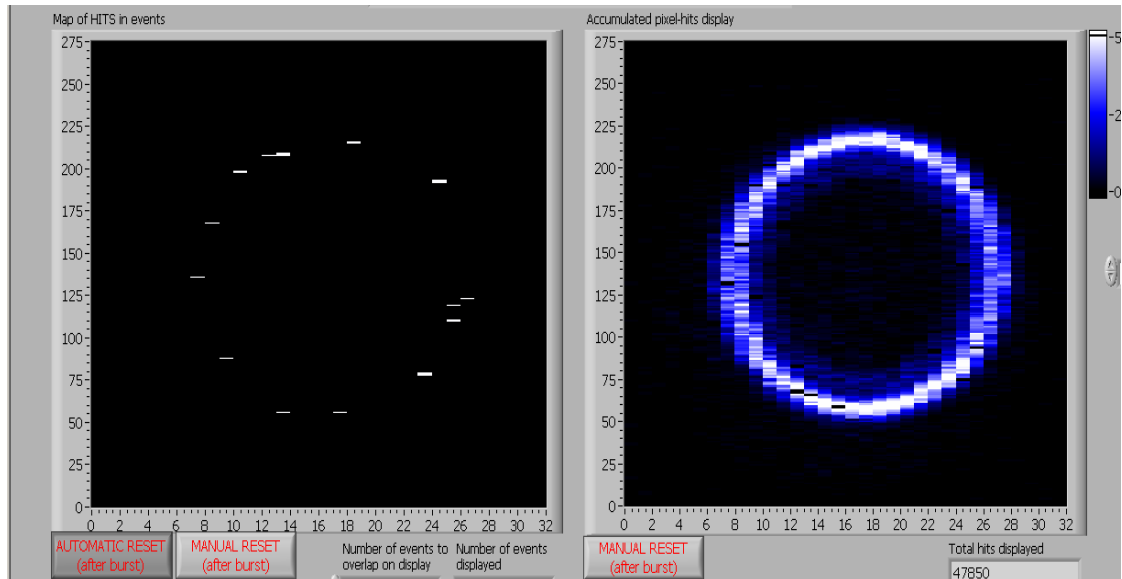 Map of HITS in events
275-
250-
225-
200-
175-
150-
125-
100-
75-
50-
25-
0-
0 2 4 6 8 10 12 14 16 18 20 22 24 26 28 30 32
AUTOMATIC RESET
(after burst)
MANUAL RESET
(after burst)
Number of events to
overlap on display
Number of events
displayed
Accumulated pixel-hits display
275-
250-
225-
200-
175-
150-
125-
100-
75-
50-
25-
0-
0 2 4 6 8 10 12 14 16 18 20 22 24 26 28 30 32
-5
-2
-0
MANUAL RESET
(after burst)
Total hits displayed
47850